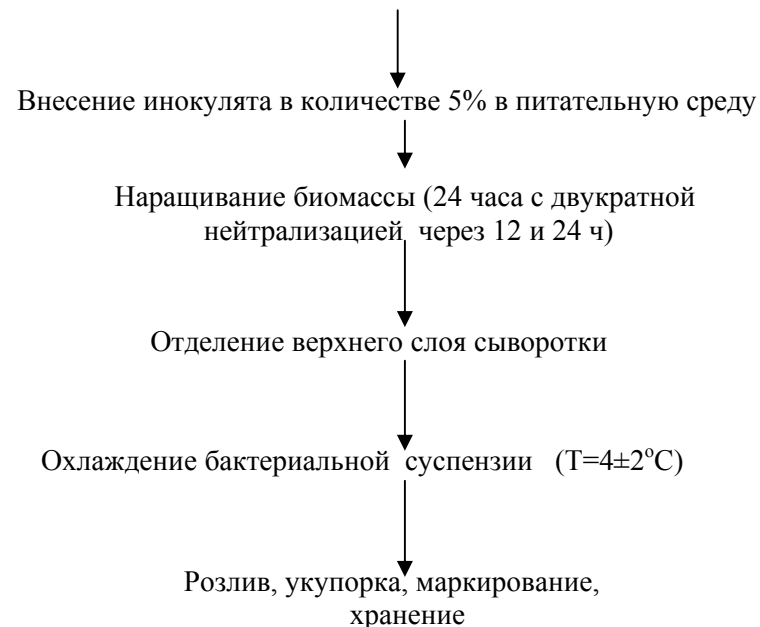 Внесение инокулята в количестве 5% в питательную среду
Наращивание биомассы (24 часа с двукратной
нейтрализацией через 12 и 24 ч)
Отделение верхнего слоя сыворотки
Охлаждение бактериальной суспензии (T=4±2°С)
Розлив, укупорка, маркирование,
хранение